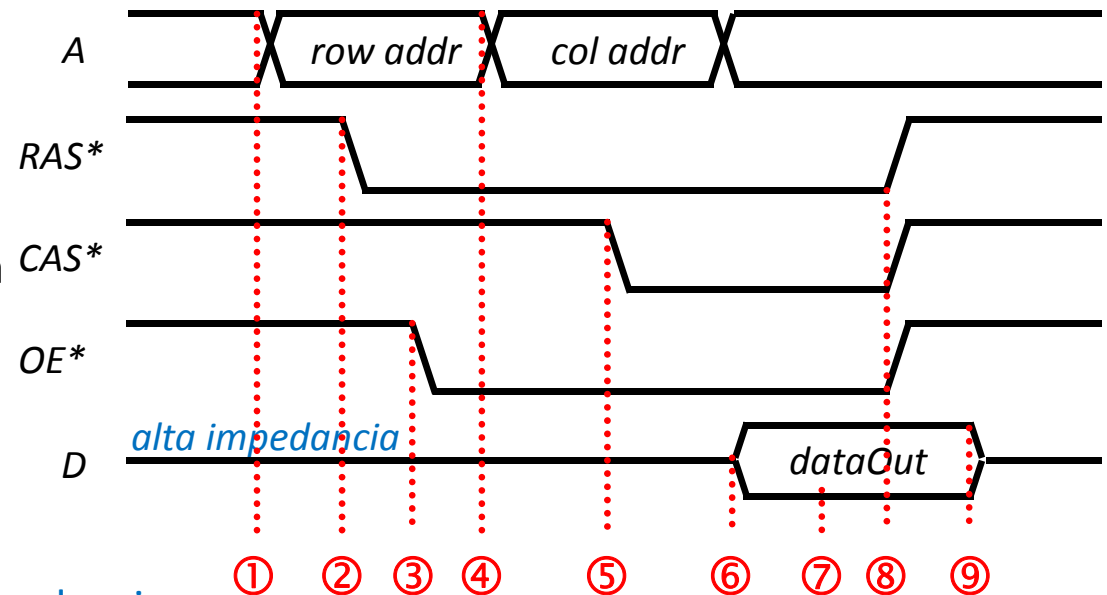 A
row addr col addr
RAS*
CAS*
OE*
alta impedancia
D
dataOut
① ② ③ ④ ⑤ ⑥ ⑦ ⑧ ⑨